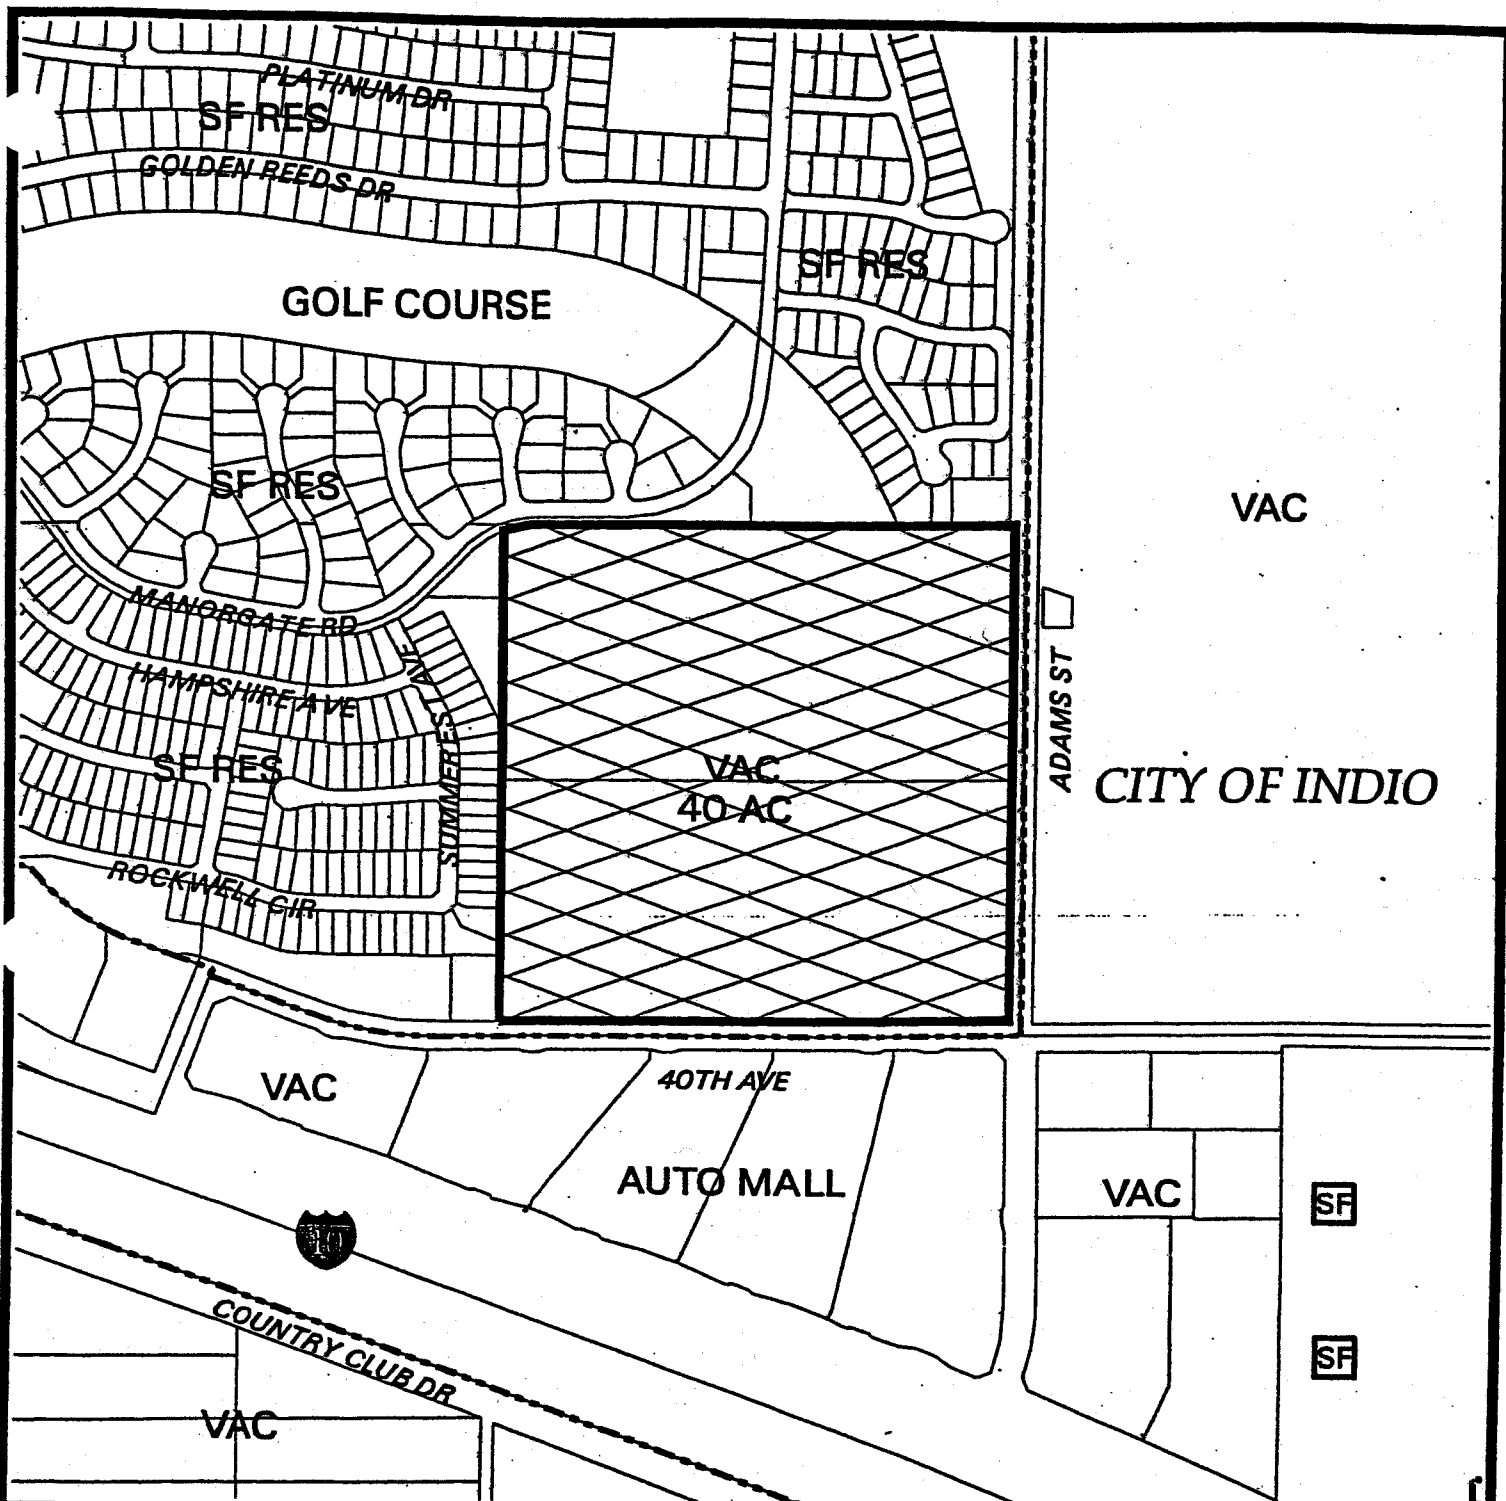 PLATINUM DR
SF RES
GOLDEN REEDS DR
SF RES
GOLF COURSE
SF RES
VAC
MANORGATE RD
HAMPSHIRE AVE
SUMMEREST AVE
ADAMS ST
SF RES
VAC
40 AC
CITY OF INDIO
ROCKWELL CIR
VAC
40TH AVE
AUTO MALL
VAC
SF
10
COUNTRY CLUB DR
SF
VAC